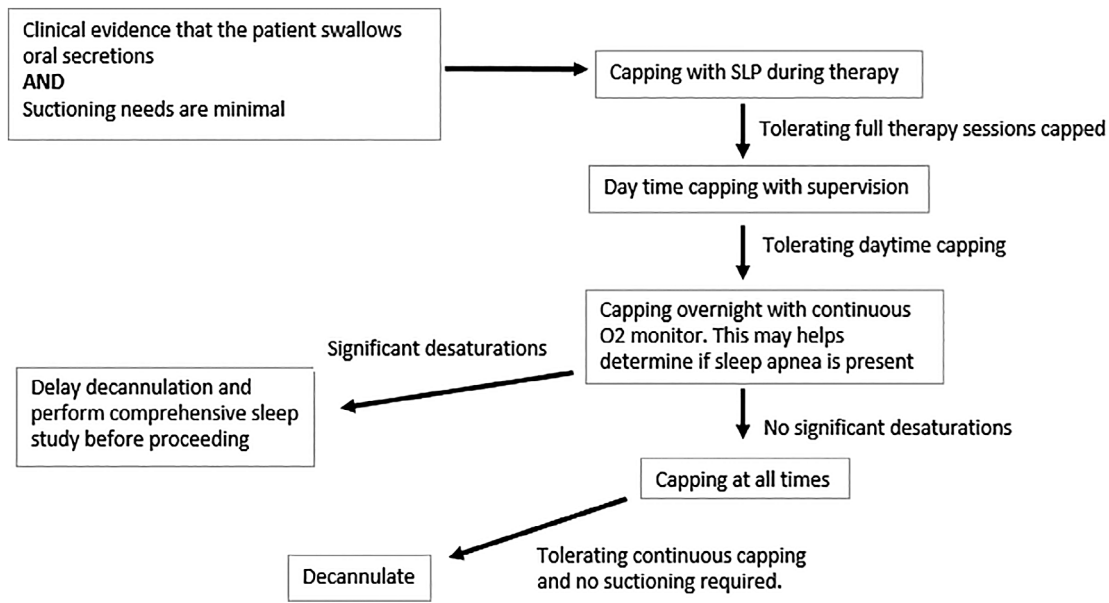 Clinical evidence that the patient swallows
oral secretions
AND
Suctioning needs are minimal
Capping with SLP during therapy
Tolerating full therapy sessions capped
Day time capping with supervision
Tolerating daytime capping
Capping overnight with continuous
O2 monitor. This may helps
determine if sleep apnea is present
Significant desaturations
Delay decannulation and
perform comprehensive sleep
study before proceeding
No significant desaturations
Capping at all times
Tolerating continuous capping
and no suctioning required.
Decannulate